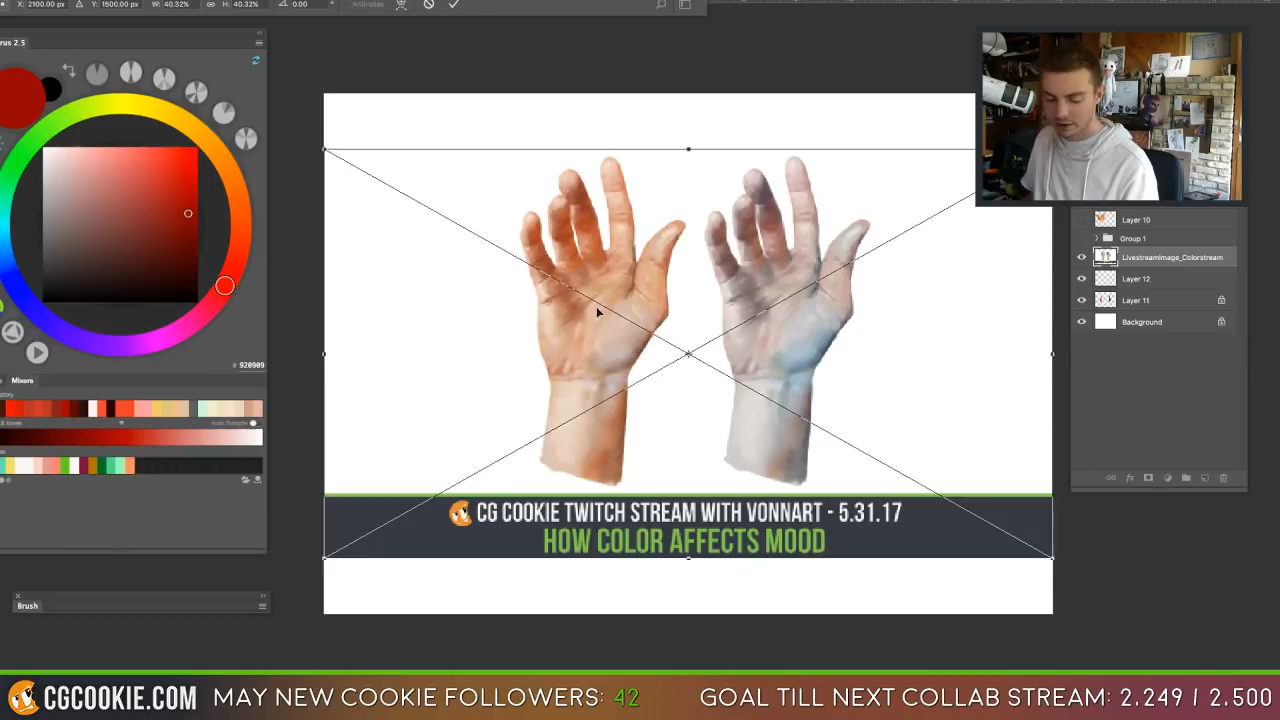 X: 2100.00 px Y: 1500.00 px W: 40.32% H: 40.32% 0.00 Anti-alias
rus 2.5
# 920909
Mixers
Auto Sample
Brush
Layer 10
Group 1
LivestreamImage_Colorstream
Layer 12
Layer 11
Background
fx
CG COOKIE TWITCH STREAM WITH VONNART - 5.31.17
HOW COLOR AFFECTS MOOD
CGCOOKIE.COM MAY NEW COOKIE FOLLOWERS: 42 GOAL TILL NEXT COLLAB STREAM: 2.249 / 2.500